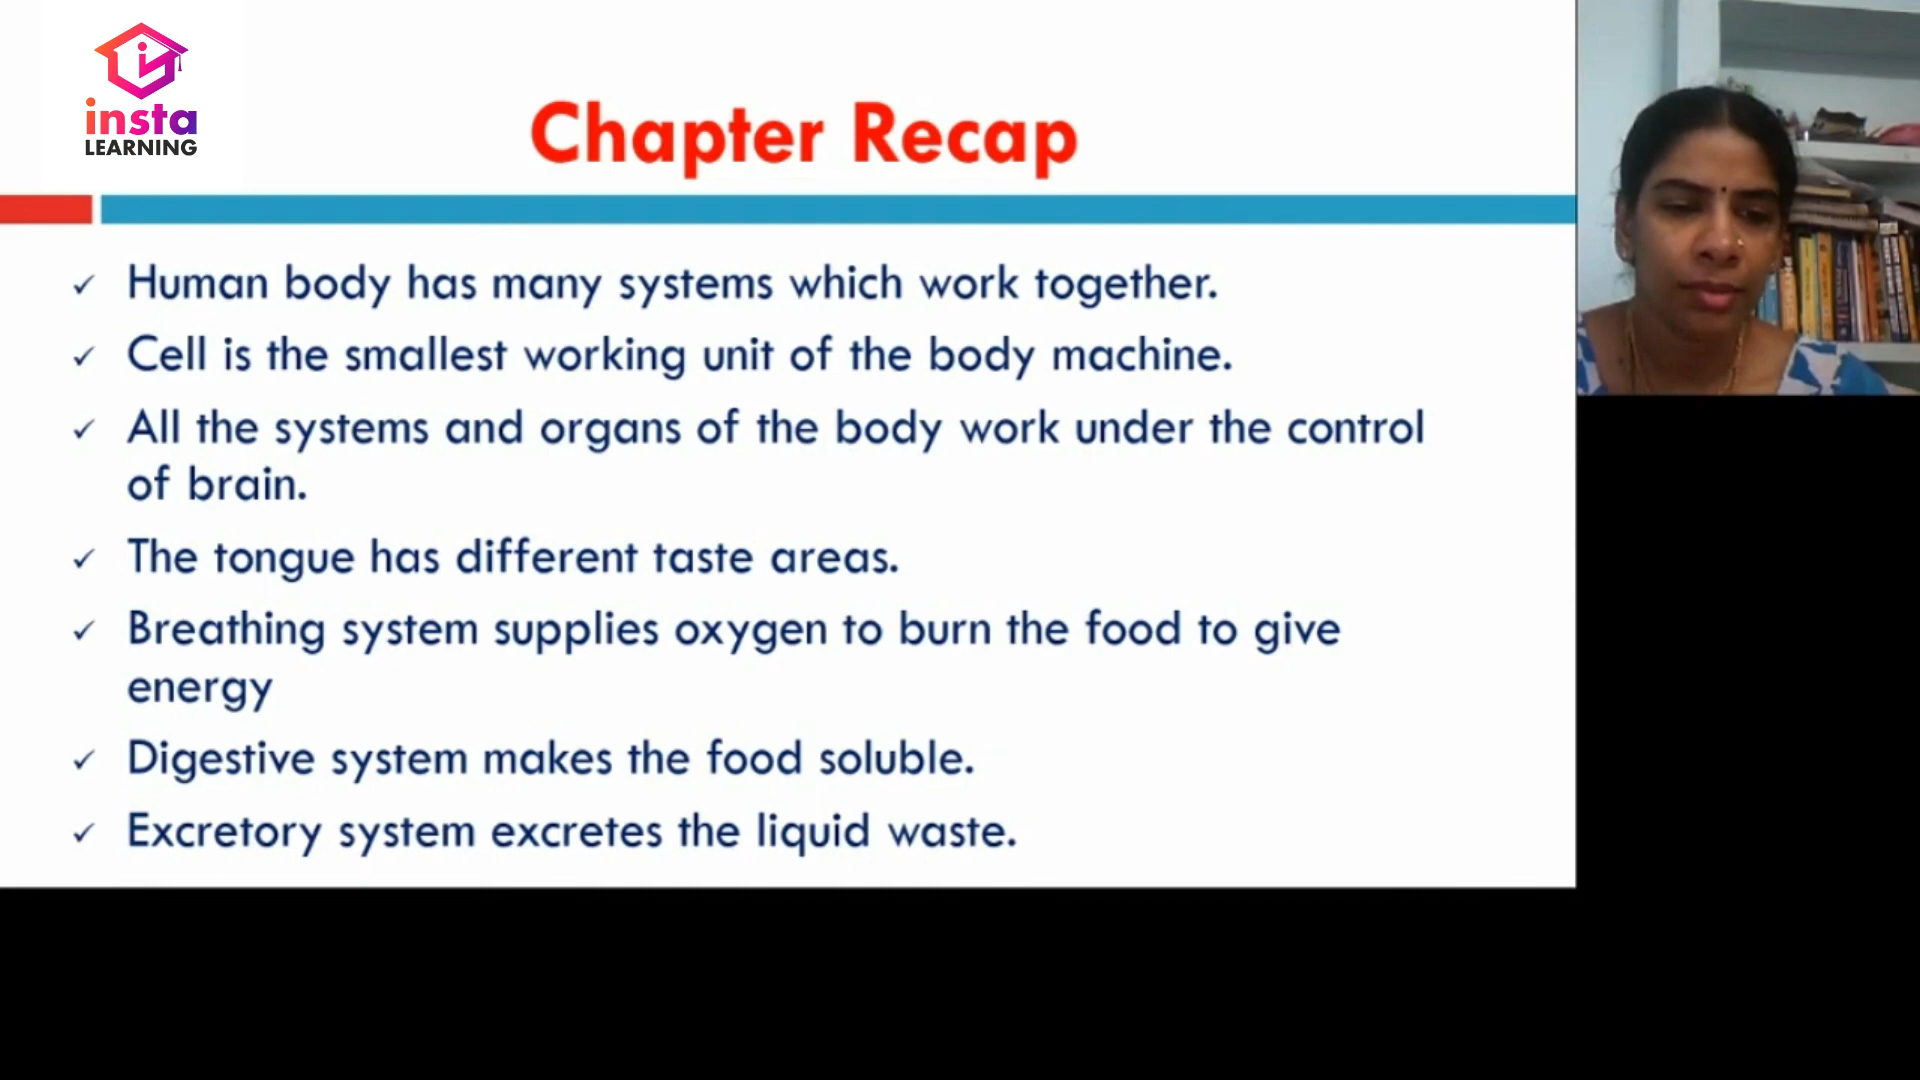 insta
LEARNING
Chapter Recap
✓ Human body has many systems which work together.
✓ Cell is the smallest working unit of the body machine.
✓ All the systems and organs of the body work under the control
of brain.
✓ The tongue has different taste areas.
✓ Breathing system supplies oxygen to burn the food to give
energy
✓ Digestive system makes the food soluble.
✓ Excretory system excretes the liquid waste.